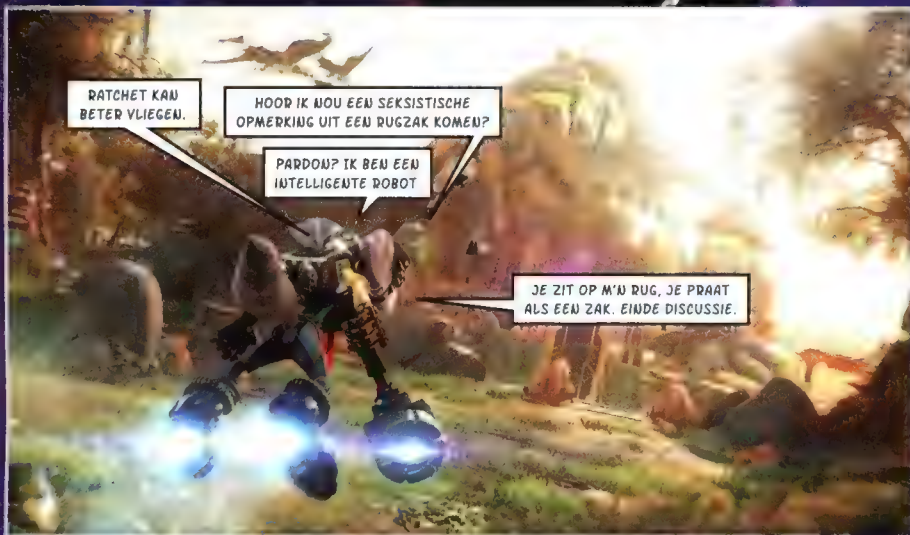 RATCHET KAN
BETER VLIEGEN.
HOOR IK NOU EEN SEKSISTISCHE
OPMERKING UIT EEN RUGZAK KOMEN?
PARDON? IK BEN EEN
INTELLIGENTE ROBOT
JE ZIT OP M'N RUG, JE PRAAT
ALS EEN ZAK. EINDE DISCUSSIE.